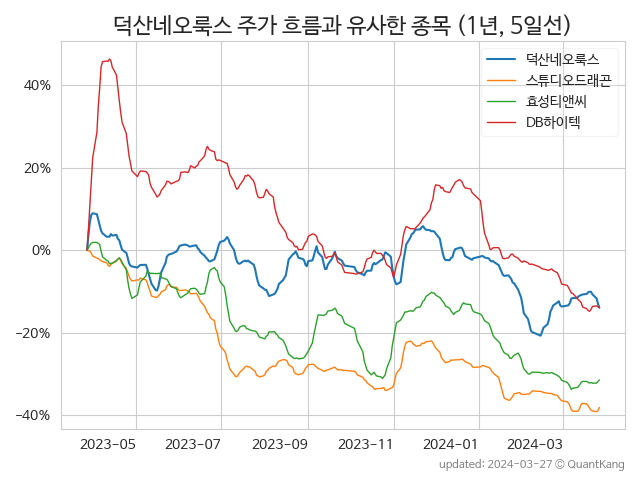 덕산네오룩스 주가 흐름과 유사한 종목 (1년, 5일선)
덕산네오룩스
스튜디오드래곤
효성티앤씨
DB하이텍
40%
20%
0%
−20%
−40%
2023-05 2023-07 2023-09 2023-11 2024-01 2024-03
updated: 2024-03-27 © QuantKang